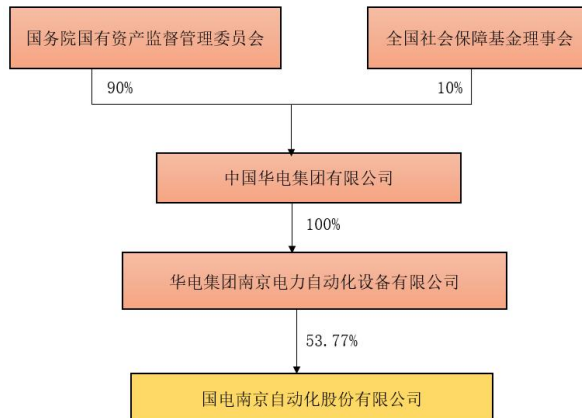 国务院国有资产监督管理委员会
全国社会保障基金理事会
90%
10%
中国华电集团有限公司
100%
华电集团南京电力自动化设备有限公司
53.77%
国电南京自动化股份有限公司